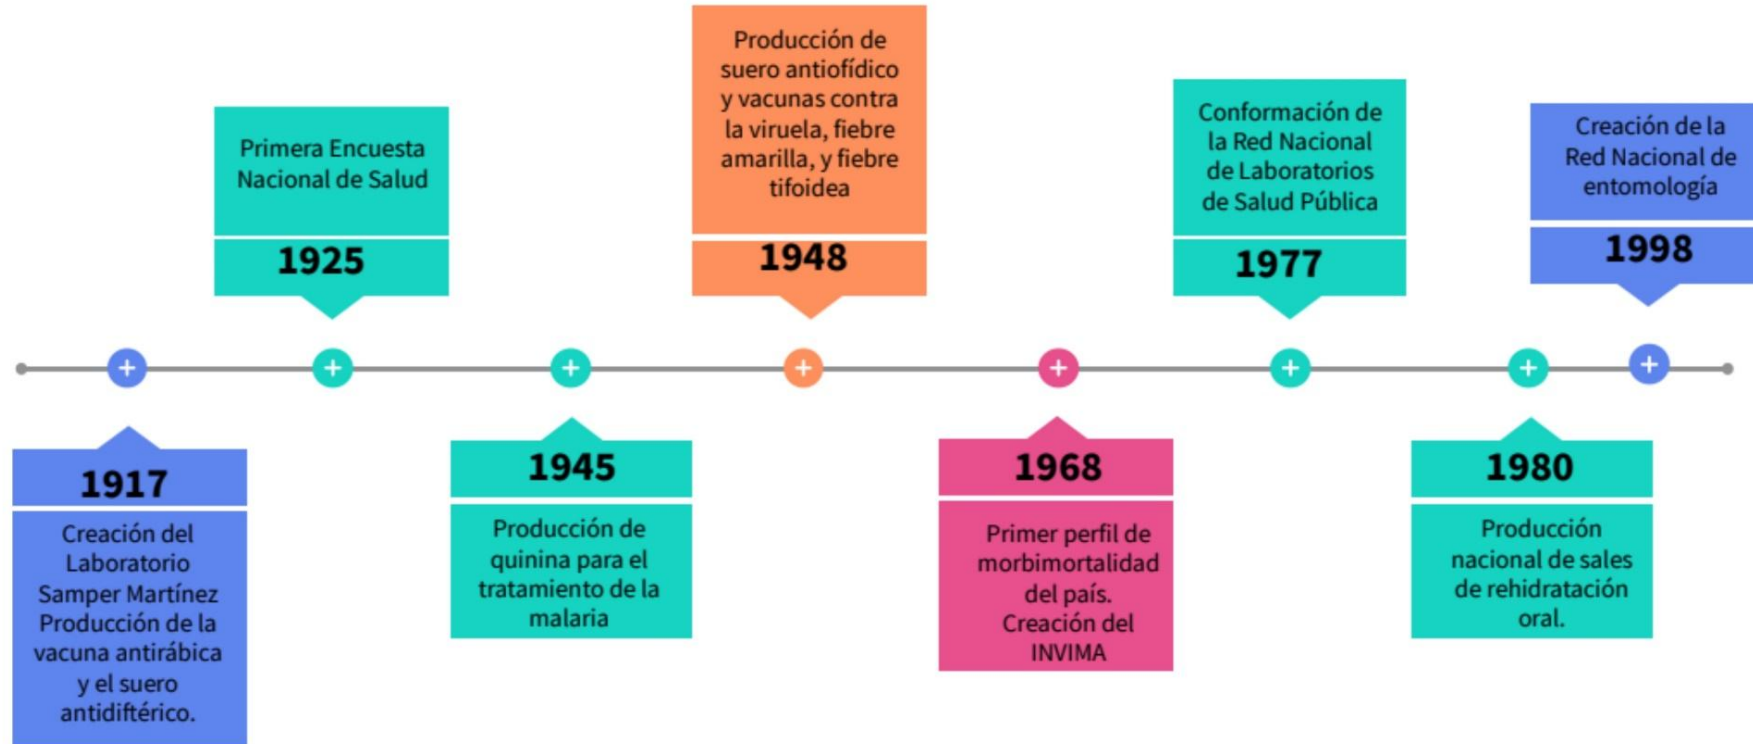 1917
Creación del
Laboratorio
Samper Martínez
Producción de la
vacuna antirábica
y el suero
antidiftérico.
Primera Encuesta
Nacional de Salud
1925
1945
Producción de
quinina para el
tratamiento de la
malaria
Producción de
suero antiofídico
y vacunas contra
la viruela, fiebre
amarilla, y fiebre
tifoidea
1948
1968
Primer perfil de
morbimortalidad
del país.
Creación del
INVIMA
Conformación de
la Red Nacional
de Laboratorios
de Salud Pública
1977
1980
Producción
nacional de sales
de rehidratación
oral.
Creación de la
Red Nacional de
entomología
1998